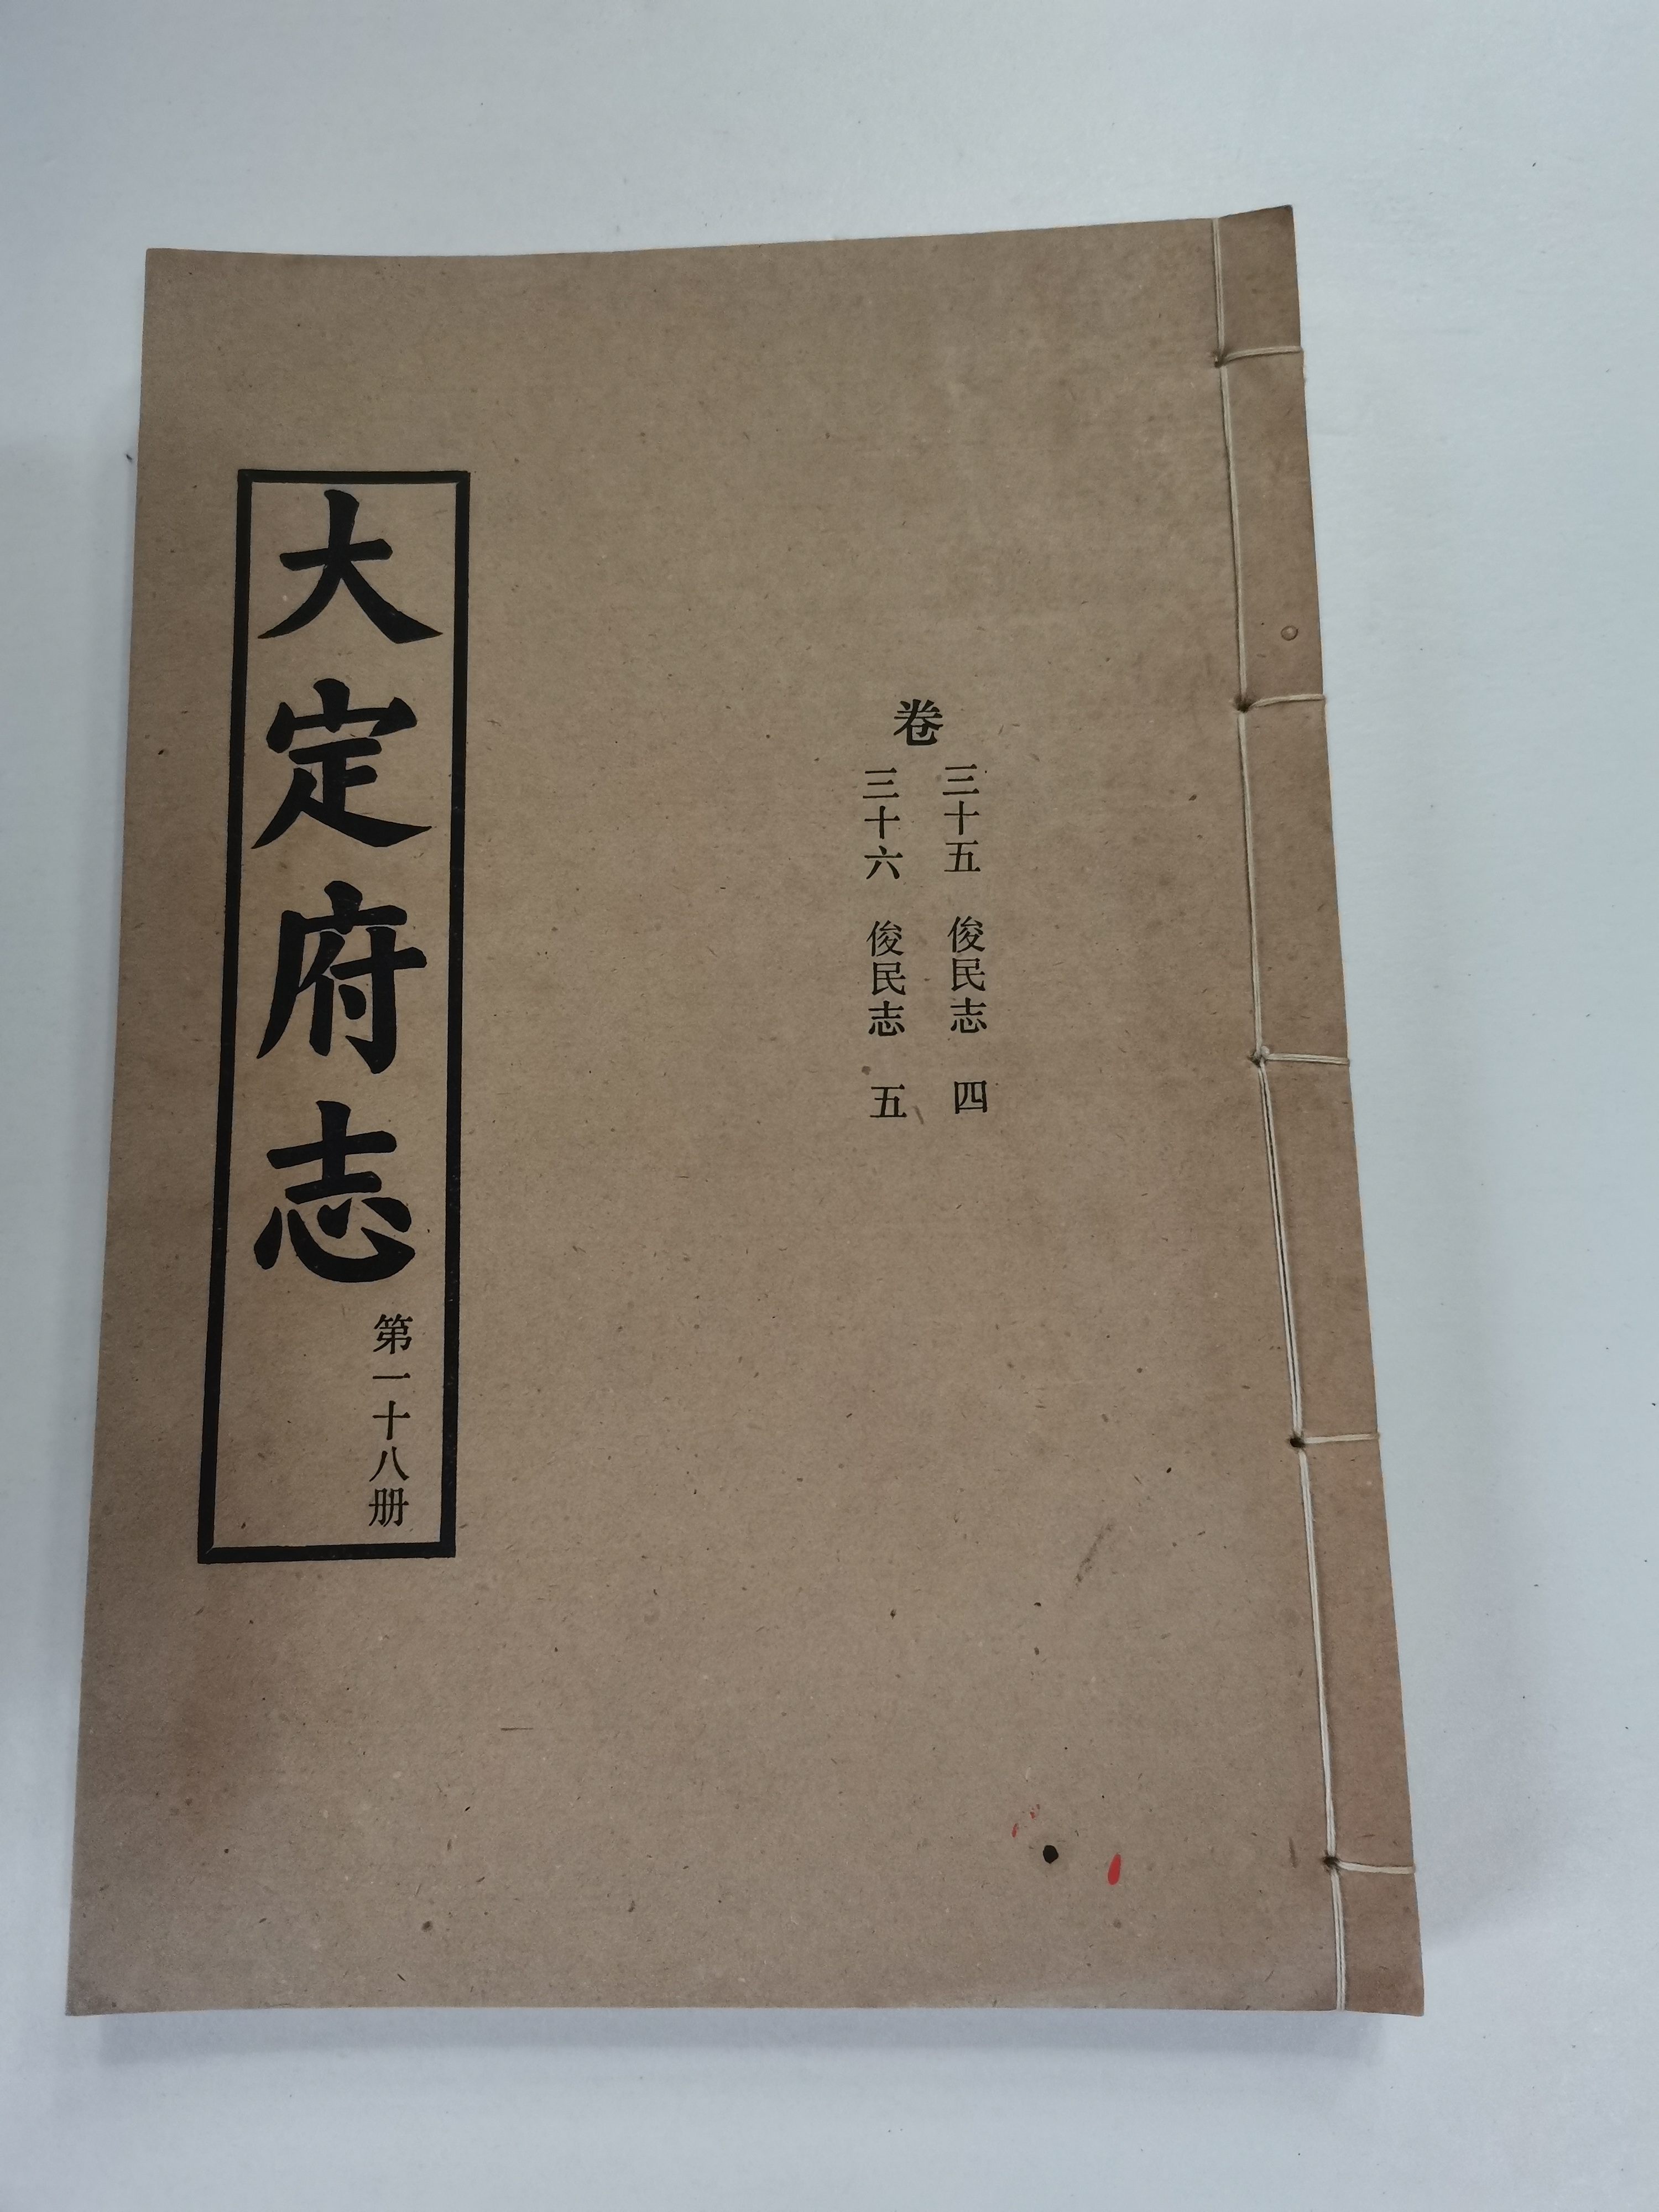 卷
三十五 俊民志 四
三十六 俊民志 五
大定府志
第一十八册